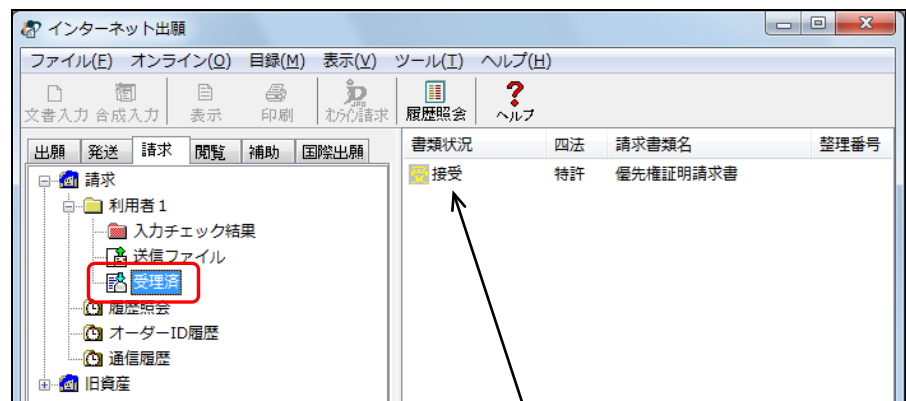 インターネット出願
ファイル(F) オンライン(O) 目録(M) 表示(V) ツール(T) ヘルプ(H)
文書入力 合成入力 表示 印刷 オンライン請求 履歴照会 ヘルプ
出願 発送 請求 閲覧 補助 国際出願
書類状況 四法 請求書類名 整理番号
受 接受 特許 優先権証明請求書
請求
利用者1
入力チェック結果
送信ファイル
受理済
履歴照会
オーダーID履歴
通信履歴
旧資産